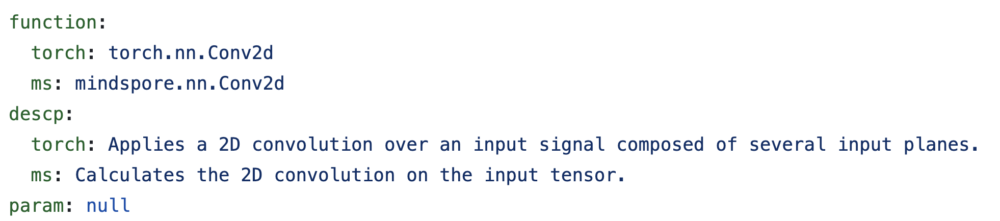 function:
  torch: torch.nn.Conv2d
  ms: mindspore.nn.Conv2d
descp:
  torch: Applies a 2D convolution over an input signal composed of several input planes.
  ms: Calculates the 2D convolution on the input tensor.
param: null